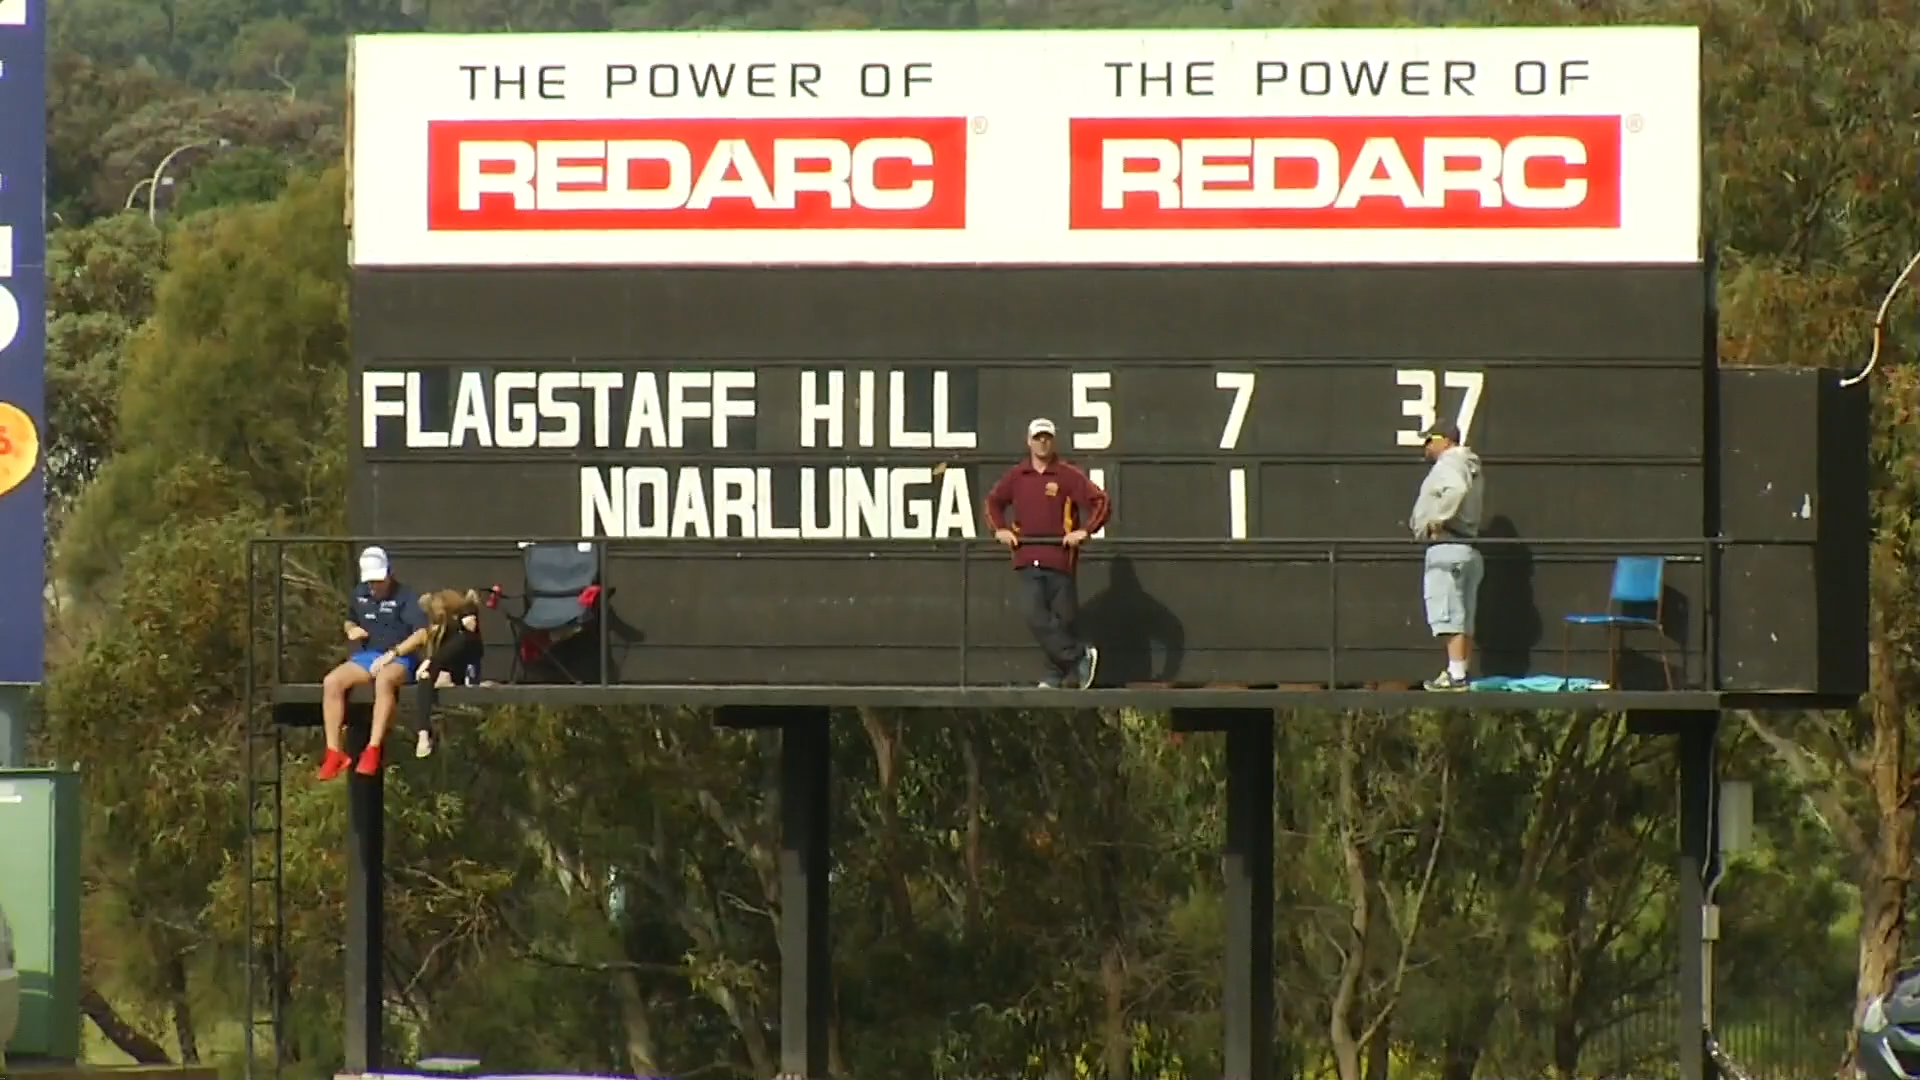 THE POWER OF THE POWER OF
REDARC® REDARC®
FLAGSTAFF HILL 5 7 37
NOARLUNGA 1